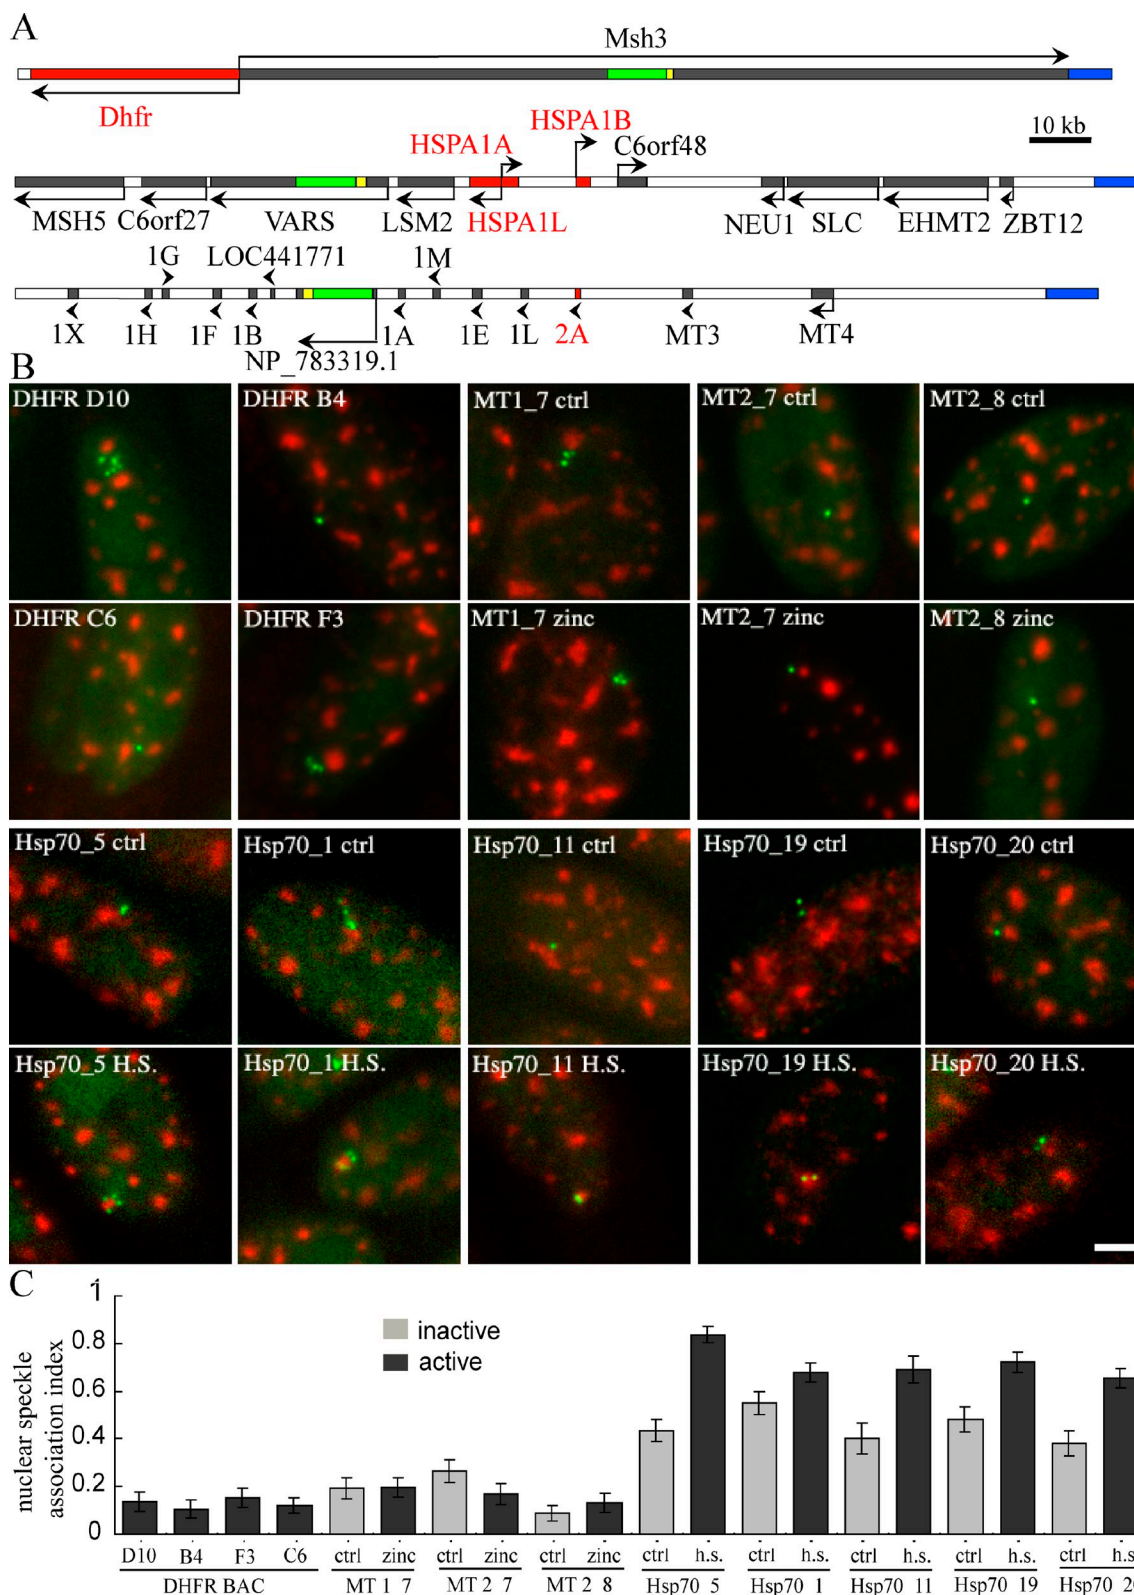 A
Msh3
Dhfr
HSPA1B
HSPA1A
C6orf48
10 kb
MSH5 C6orf27 VARS LSM2 HSPA1L NEU1 SLC EHMT2 ZBT12
1G LOC441771 1M
1X 1H 1F 1B 1A 1E 1L 2A MT3 MT4
NP_783319.1
B
DHFR D10 DHFR B4 MT1_7 ctrl MT2_7 ctrl MT2_8 ctrl
DHFR C6 DHFR F3 MT1_7 zinc MT2_7 zinc MT2_8 zinc
Hsp70_5 ctrl Hsp70_1 ctrl Hsp70_11 ctrl Hsp70_19 ctrl Hsp70_20 ctrl
Hsp70_5 H.S. Hsp70_1 H.S. Hsp70_11 H.S. Hsp70_19 H.S. Hsp70_20 H.S.
C
nuclear speckle
association index
1
0.8
0.6
0.4
0.2
0
inactive
active
D10 B4 F3 C6 ctrl zinc ctrl zinc ctrl zinc ctrl h.s. ctrl h.s. ctrl h.s. ctrl h.s. ctrl h.s.
DHFR BAC MT 1 7 MT 2 7 MT 2 8 Hsp70 5 Hsp70 1 Hsp70 11 Hsp70 19 Hsp70